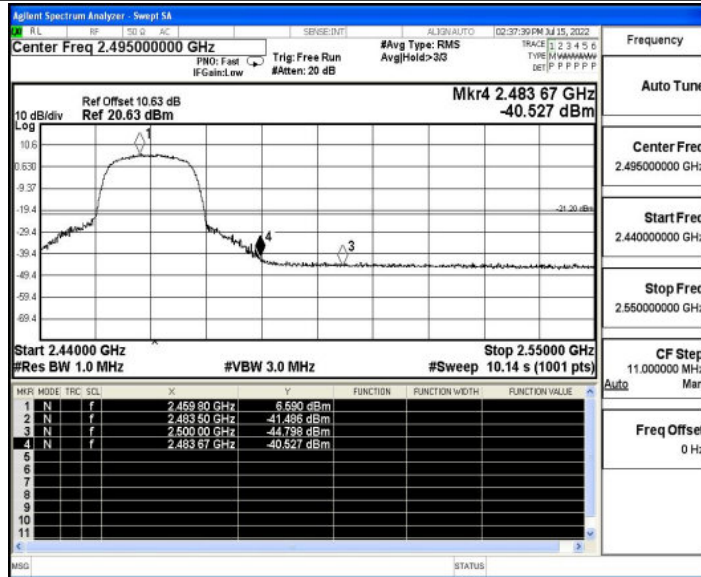 Agilent Spectrum Analyzer - Swept SA
RL RF 50 Ω AC SENSE:INT ALIGNAUTO 02:37:39 PM Jul 15, 2022
Center Freq 2.495000000 GHz
PNO: Fast
IFGain:Low
Trig: Free Run
#Atten: 20 dB
#Avg Type: RMS
Avg|Hold:>3/3
TRACE 1 2 3 4 5 6
TYPE
DET P P P P P P
Mkr4 2.483 67 GHz
-40.527 dBm
Ref Offset 10.63 dB
10 dB/div Ref 20.63 dBm
Log
1
10.6
0.630
-9.37
-19.4
-21.20 dBm
-29.4
4
3
-39.4
-49.4
-59.4
-69.4
Start 2.44000 GHz Stop 2.55000 GHz
#Res BW 1.0 MHz #VBW 3.0 MHz #Sweep 10.14 s (1001 pts)
MKR MODE TRC SCL X Y FUNCTION FUNCTION WIDTH FUNCTION VALUE
1 N f 2.459 80 GHz 6.590 dBm
2 N f 2.483 50 GHz -41.486 dBm
3 N f 2.500 00 GHz -44.798 dBm
4 N f 2.483 67 GHz -40.527 dBm
5
6
7
8
9
10
11
MSG STATUS
Frequency
Auto Tune
Center Freq
2.495000000 GHz
Start Freq
2.440000000 GHz
Stop Freq
2.550000000 GHz
CF Step
11.000000 MHz
Auto Man
Freq Offset
0 Hz